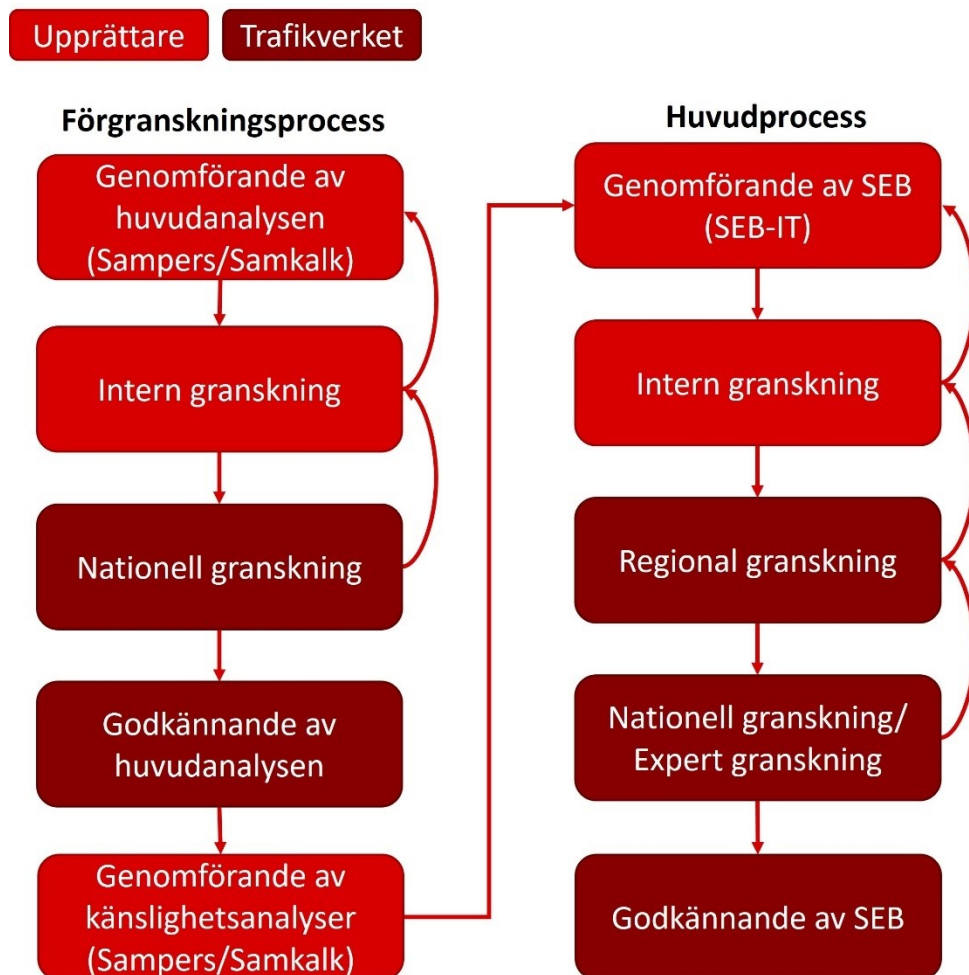 Upprättare
Trafikverket
Förgranskningsprocess
Genomförande av
huvudanalysen
(Sampers/Samkalk)
Intern granskning
Nationell granskning
Godkännande av
huvudanalysen
Genomförande av
känslighetsanalyser
(Sampers/Samkalk)
Huvudprocess
Genomförande av SEB
(SEB-IT)
Intern granskning
Regional granskning
Nationell granskning/
Expert granskning
Godkännande av SEB